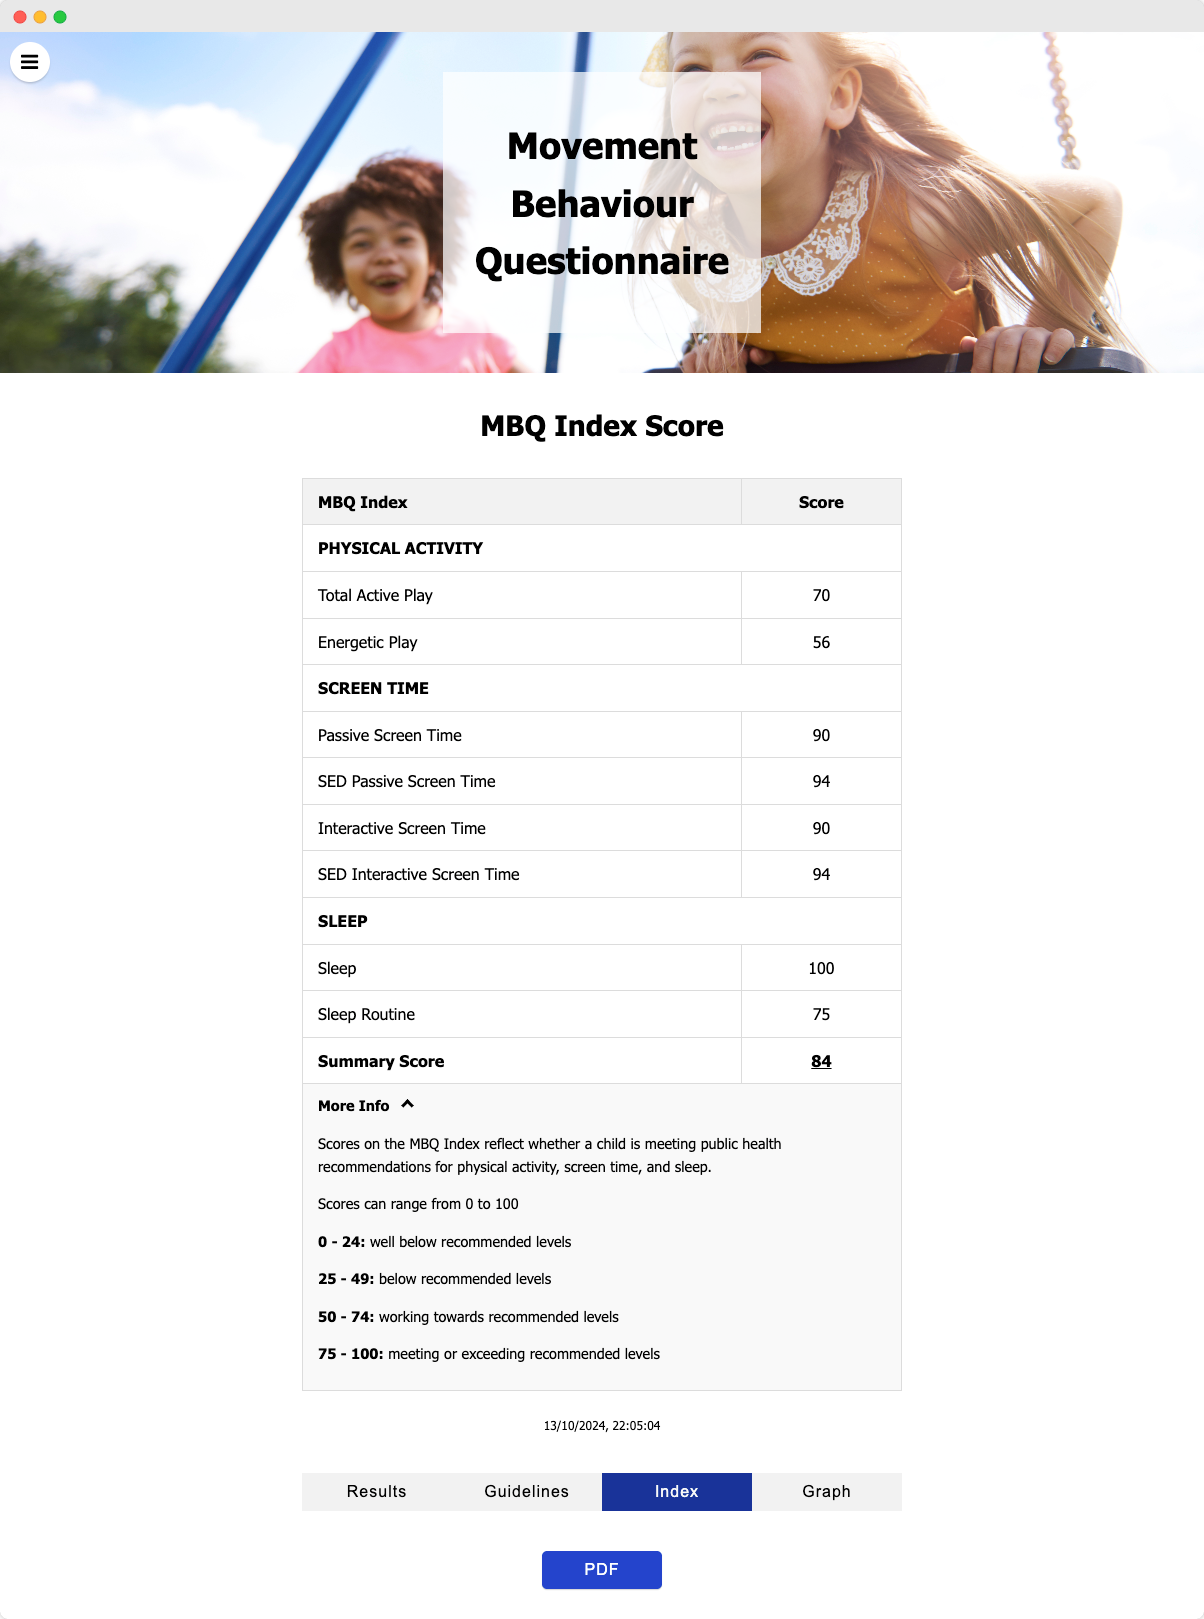 Movement
Behaviour
Questionnaire
MBQ Index Score
MBQ Index Score
PHYSICAL ACTIVITY
Total Active Play 70
Energetic Play 56
SCREEN TIME
Passive Screen Time 90
SED Passive Screen Time 94
Interactive Screen Time 90
SED Interactive Screen Time 94
SLEEP
Sleep 100
Sleep Routine 75
Summary Score 84
More Info
Scores on the MBQ Index reflect whether a child is meeting public health
recommendations for physical activity, screen time, and sleep.
Scores can range from 0 to 100
0 - 24: well below recommended levels
25 - 49: below recommended levels
50 - 74: working towards recommended levels
75 - 100: meeting or exceeding recommended levels
13/10/2024, 22:05:04
Results Guidelines Index Graph
PDF